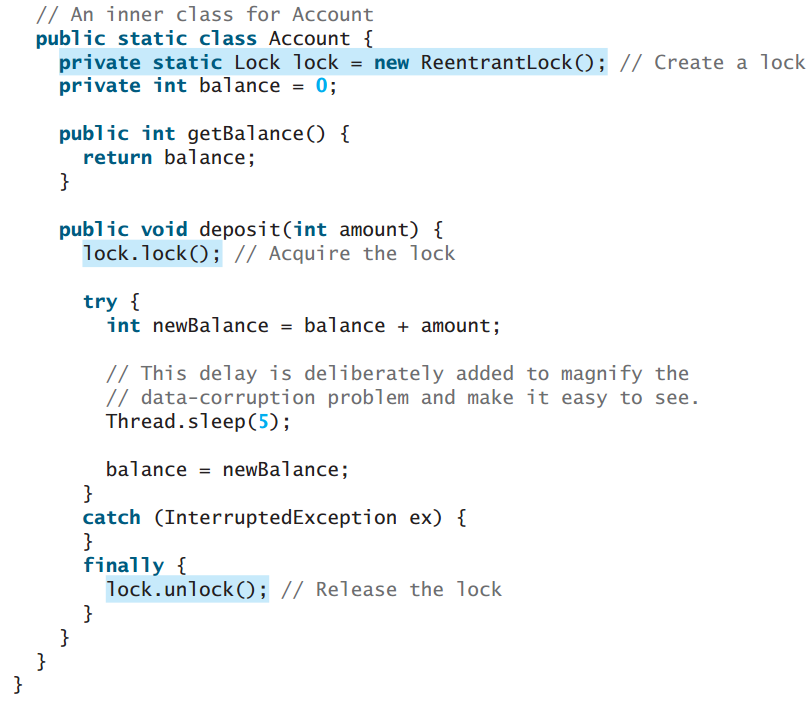 // An inner class for Account
public static class Account {
private static Lock lock = new ReentrantLock(); // Create a lock
private int balance = 0;
public int getBalance() {
return balance;
}
public void deposit(int amount) {
lock.lock(); // Acquire the lock
try {
int newBalance = balance + amount;
// This delay is deliberately added to magnify the
// data-corruption problem and make it easy to see.
Thread.sleep(5);
balance = newBalance;
}
catch (InterruptedException ex) {
}
finally {
lock.unlock(); // Release the lock
}
}
}
}